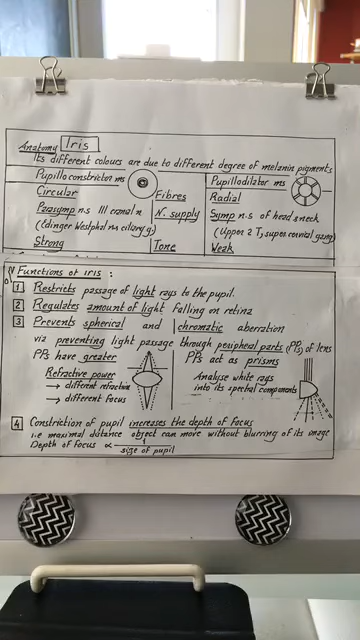 Anatomy Iris
Its different colours are due to different degree of melanin pigments
Pupilloconstrictor ms
Pupillodilator ms
Circular
Fibres
Radial
Parasymp n.s III cranial n
N. supply
Symp n.s of head & neck
(Edinger Westphal n., ciliary g)
(Upper 2 T, super. cervical gang)
Strong
Tone
Weak
Functions of iris :
1 Restricts passage of light rays to the pupil.
2 Regulates amount of light falling on retina
3 Prevents spherical and chromatic aberration
via preventing light passage through peripheral parts (PPs) of lens
PPs have greater
PPs act as prisms
Refractive power
Analyse white rays
→ different refraction
into its spectral components
→ different focus
4 Constriction of pupil increases the depth of focus
i.e maximal distance object can move without blurring of its image
Depth of focus ∝ 1
size of pupil